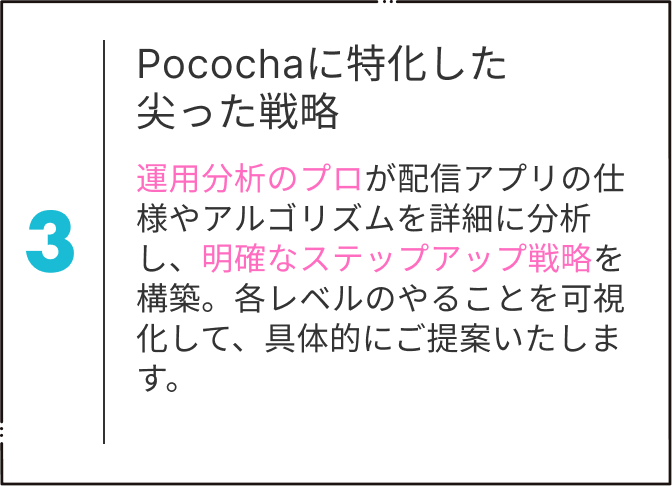 3
Pocochaに特化した
尖った戦略
運用分析のプロが配信アプリの仕
様やアルゴリズムを詳細に分析
し、明確なステップアップ戦略を
構築。各レベルのやることを可視
化して、具体的にご提案いたしま
す。